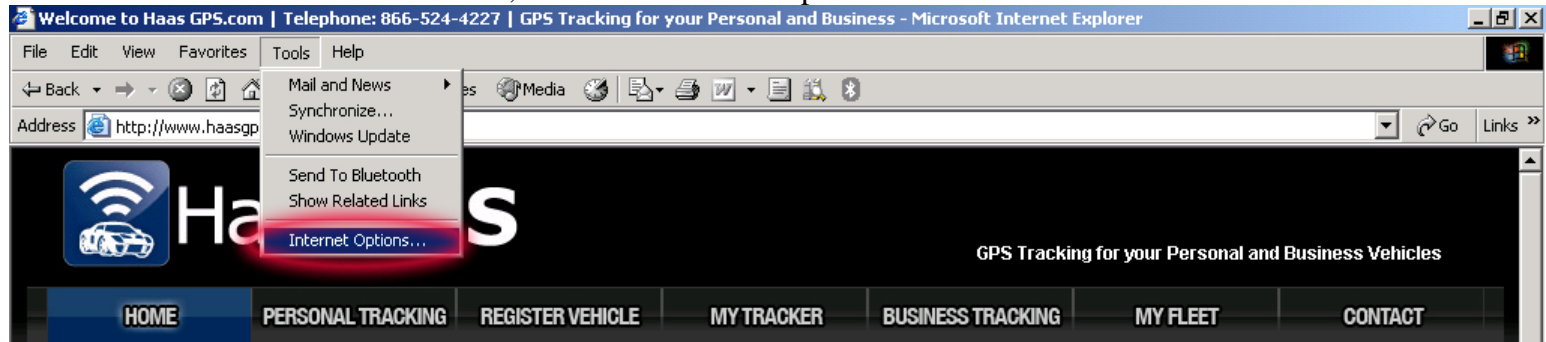 Welcome to Haas GPS.com | Telephone: 866-524-4227 | GPS Tracking for your Personal and Business - Microsoft Internet Explorer
File Edit View Favorites Tools Help
Back Media
Mail and News
Synchronize...
Address http://www.haasgp Go Links »
Windows Update
Send To Bluetooth
Show Related Links
Internet Options...
Ha S
GPS Tracking for your Personal and Business Vehicles
HOME PERSONAL TRACKING REGISTER VEHICLE MY TRACKER BUSINESS TRACKING MY FLEET CONTACT